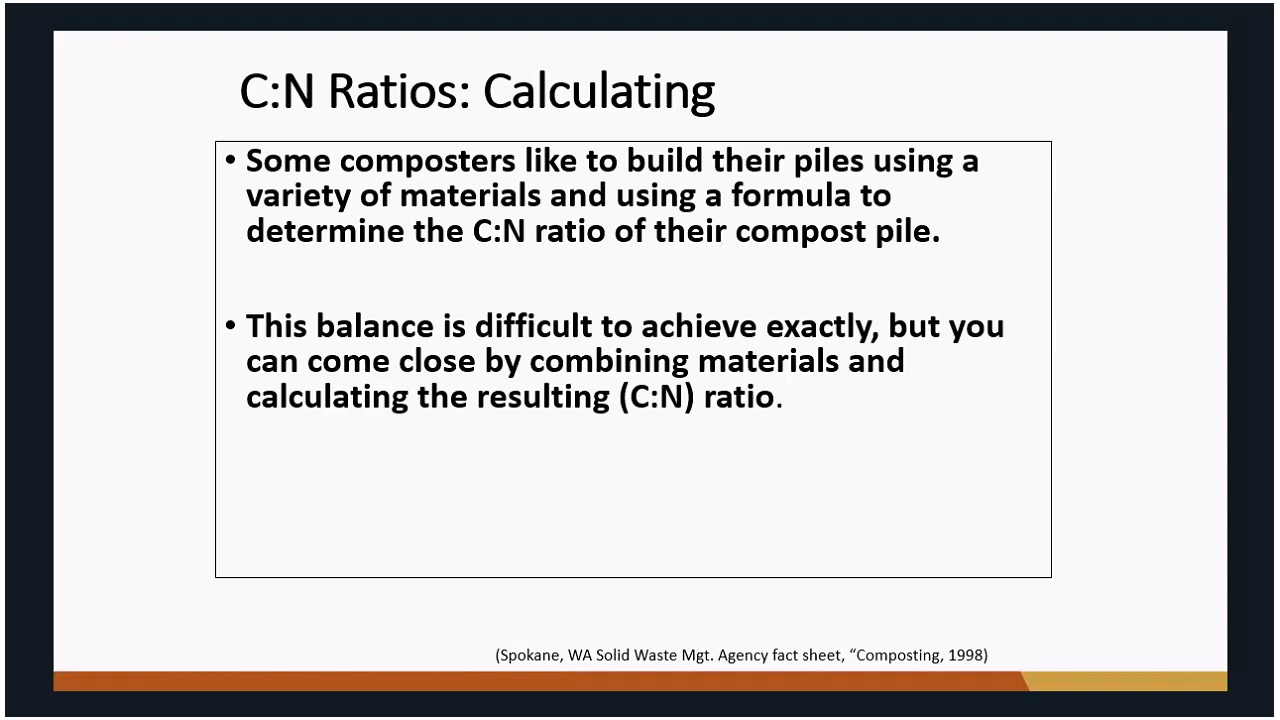 C:N Ratios: Calculating
• Some composters like to build their piles using a
variety of materials and using a formula to
determine the C:N ratio of their compost pile.
• This balance is difficult to achieve exactly, but you
can come close by combining materials and
calculating the resulting (C:N) ratio.
(Spokane, WA Solid Waste Mgt. Agency fact sheet, “Composting, 1998)